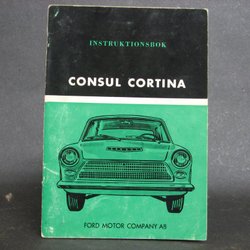 INSTRUKTIONSBOK
CONSUL CORTINA
FORD MOTOR COMPANY AB